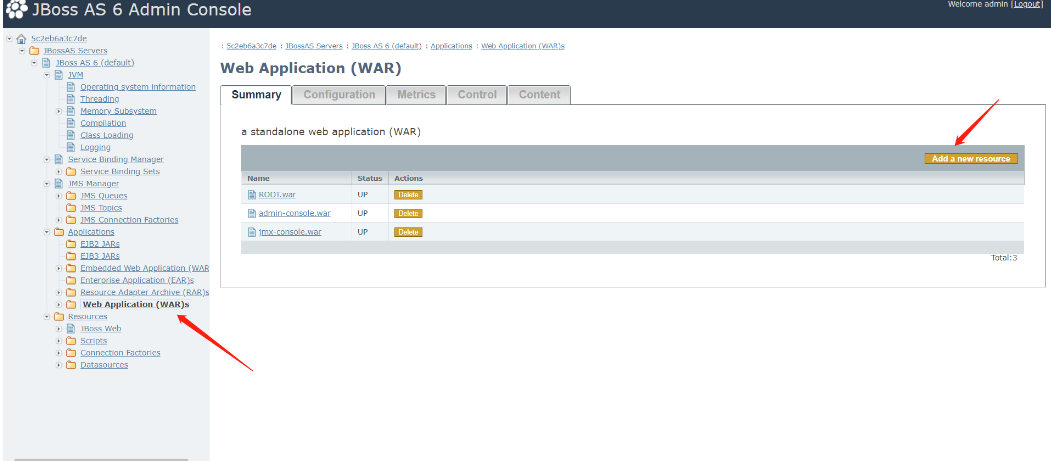 JBoss AS 6 Admin Console
Welcome admin [Logout]
5c2eb6a3c7de
JBossAS Servers
JBoss AS 6 (default)
JVM
Operating system information
Threading
Memory Subsystem
Compilation
Class Loading
Logging
Service Binding Manager
Service Binding Sets
JMS Manager
JMS Queues
JMS Topics
JMS Connection Factories
Applications
EJB2 JARs
EJB3 JARs
Embedded Web Application (WAR
Enterprise Application (EAR)s
Resource Adapter Archive (RAR)s
Web Application (WAR)s
Resources
JBoss Web
Scripts
Connection Factories
Datasources
: 5c2eb6a3c7de : JBossAS Servers : JBoss AS 6 (default) : Applications : Web Application (WAR)s
Web Application (WAR)
Summary Configuration Metrics Control Content
a standalone web application (WAR)
Add a new resource
Name Status Actions
ROOT.war UP Delete
admin-console.war UP Delete
jmx-console.war UP Delete
Total:3